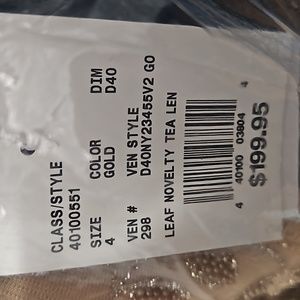 CLASS/STYLE
40100551
SIZE COLOR DIM
4 GOLD D40
VEN # VEN STYLE
298 D40NY23455V2 GO
LEAF NOVELTY TEA LEN
4 40100 03804 4
$199.95